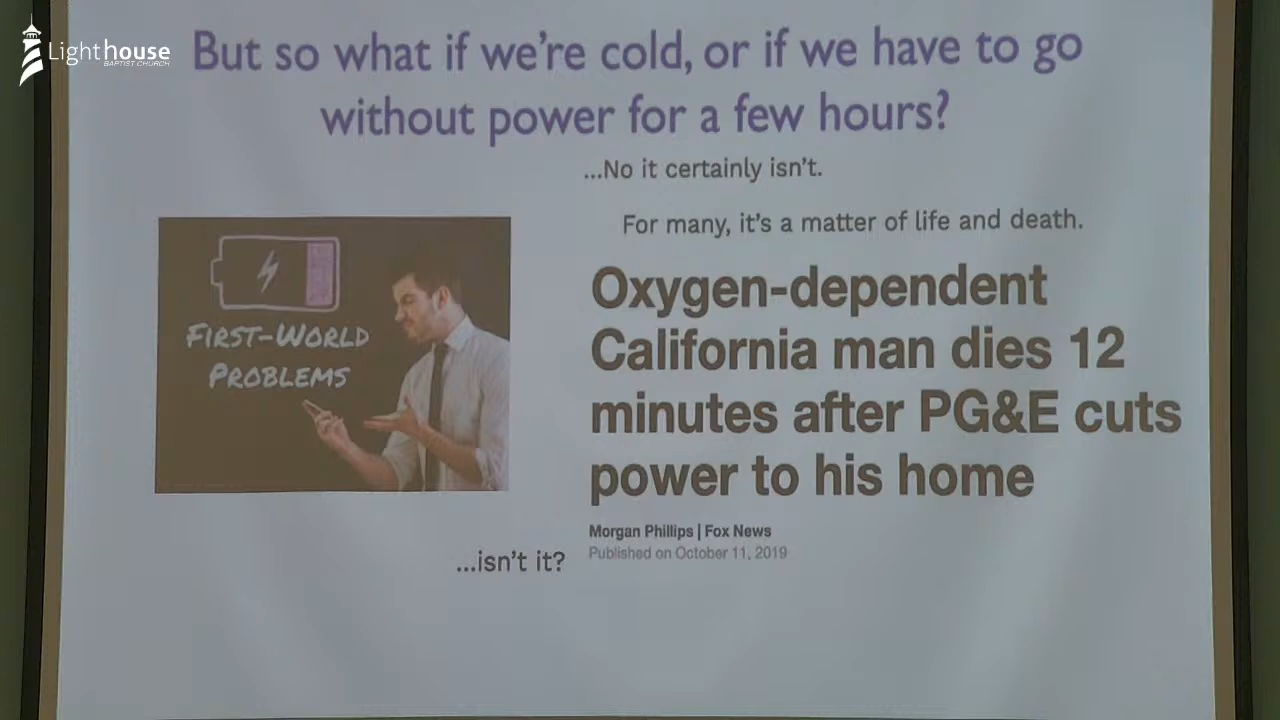 Lighthouse
BAPTIST CHURCH
But so what if we're cold, or if we have to go
without power for a few hours?
...No it certainly isn't.
For many, it's a matter of life and death.
FIRST-WORLD
PROBLEMS
Oxygen-dependent
California man dies 12
minutes after PG&E cuts
power to his home
Morgan Phillips | Fox News
Published on October 11, 2019
...isn't it?